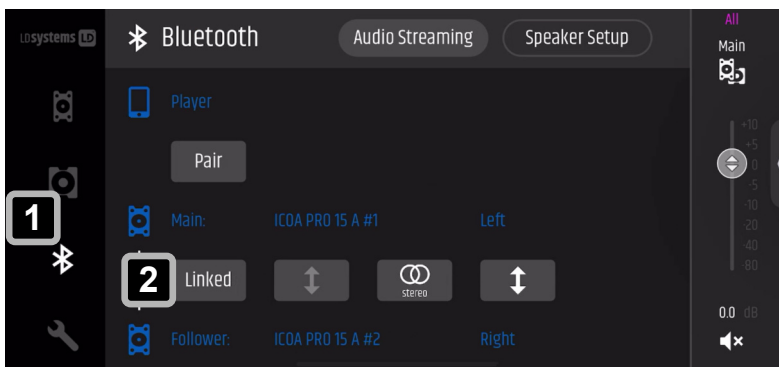 LDsystems LD
Bluetooth
Audio Streaming
Speaker Setup
All
Main
Player
Pair
1
Main: ICOA PRO 15 A #1 Left
2
Linked
stereo
Follower: ICOA PRO 15 A #2 Right
+10
+5
0
-5
-10
-20
-40
-80
0.0 dB